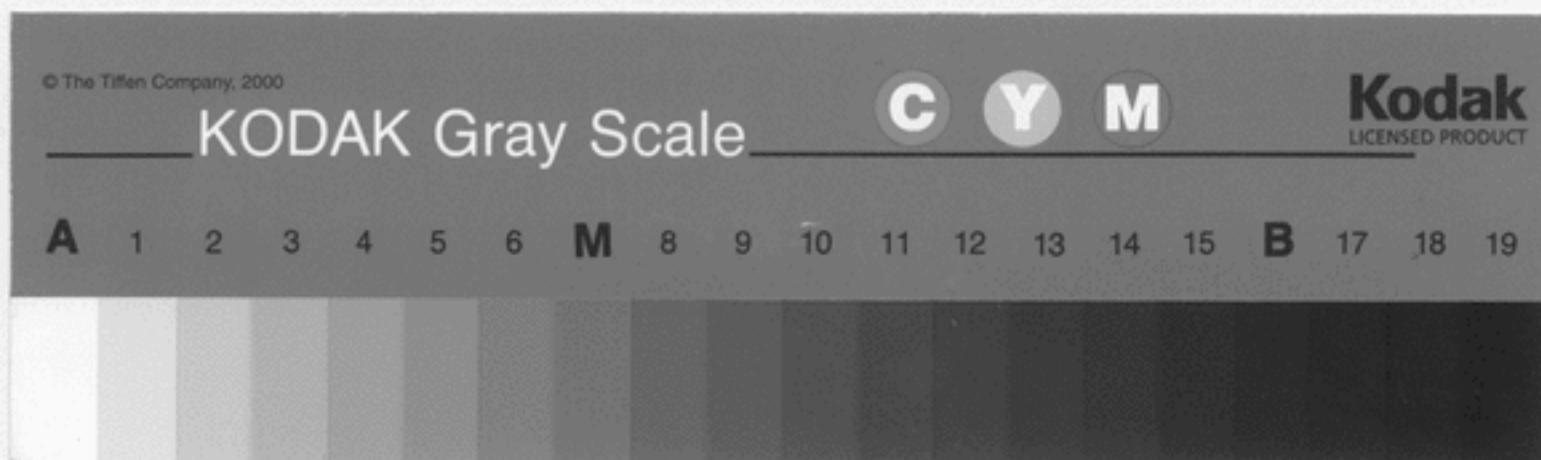 © The Tiffen Company, 2000
KODAK Gray Scale
C Y M
Kodak
LICENSED PRODUCT
A 1 2 3 4 5 6 M 8 9 10 11 12 13 14 15 B 17 18 19